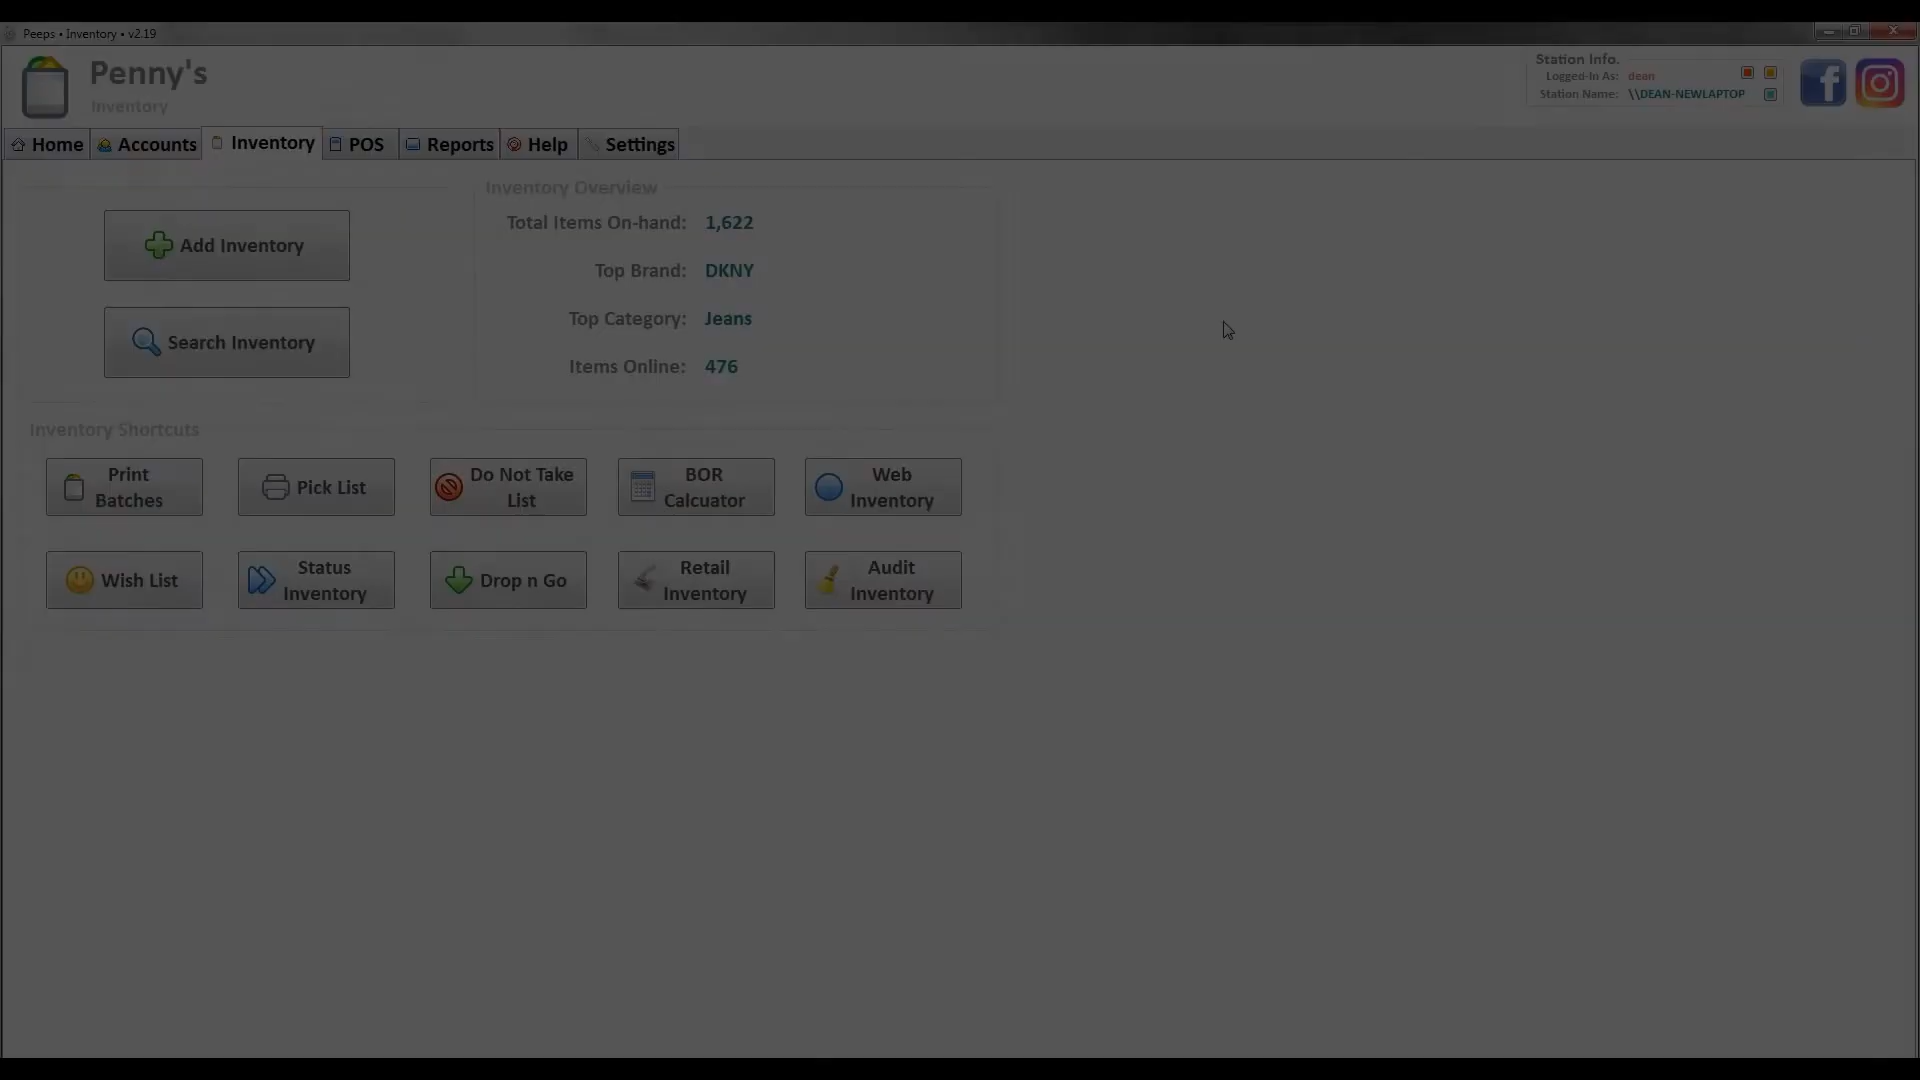 Peeps • Inventory • v2.19
Penny's
Inventory
Station Info.
Logged-In As: dean
Station Name: \\DEAN-NEWLAPTOP
Home
Accounts
Inventory
POS
Reports
Help
Settings
Add Inventory
Search Inventory
Inventory Overview
Total Items On-hand: 1,622
Top Brand: DKNY
Top Category: Jeans
Items Online: 476
Inventory Shortcuts
Print
Batches
Pick List
Do Not Take
List
BOR
Calcuator
Web
Inventory
Wish List
Status
Inventory
Drop n Go
Retail
Inventory
Audit
Inventory